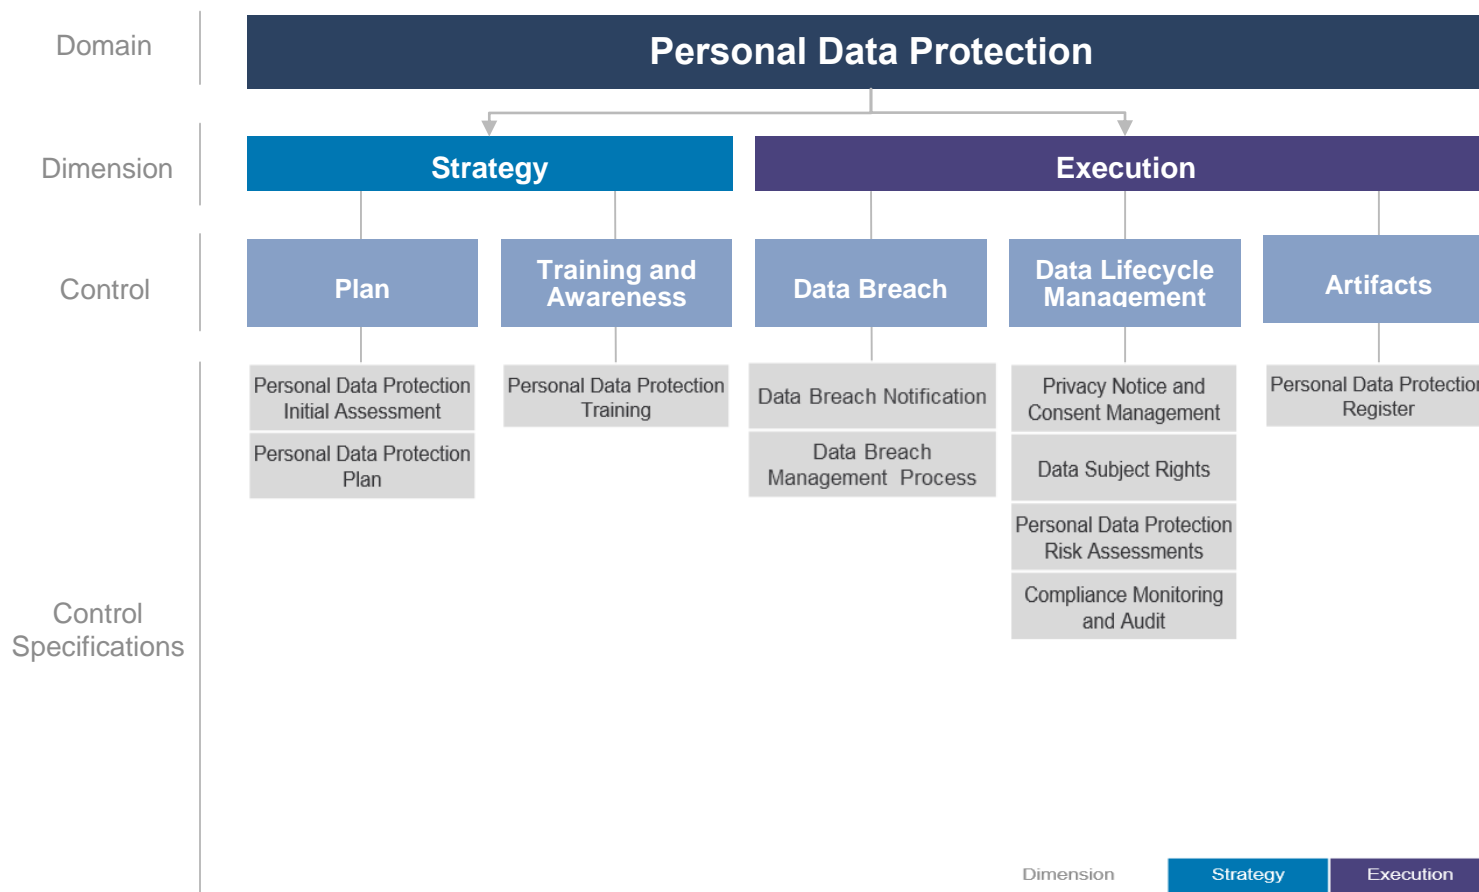 Domain
Personal Data Protection
Dimension
Strategy
Execution
Control
Plan
Training and
Awareness
Data Breach
Data Lifecycle
Management
Artifacts
Control
Specifications
Personal Data Protection
Initial Assessment
Personal Data Protection
Plan
Personal Data Protection
Training
Data Breach Notification
Data Breach
Management Process
Privacy Notice and
Consent Management
Data Subject Rights
Personal Data Protection
Risk Assessments
Compliance Monitoring
and Audit
Personal Data Protection
Register
Dimension
Strategy
Execution